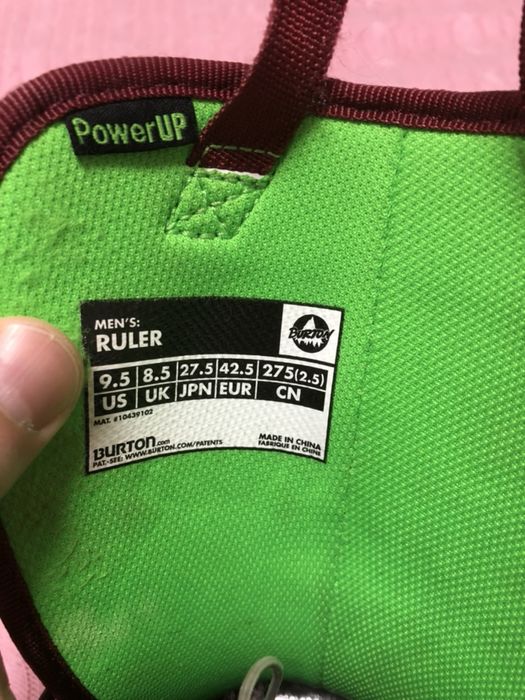 PowerUP
MEN'S:
RULER
BURTON
9.5 8.5 27.5 42.5 275(2.5)
US UK JPN EUR CN
MAT. #10439102
BURTON.com
PAT.-SEE: WWW.BURTON.COM/PATENTS
MADE IN CHINA
FABRIQUE EN CHINE